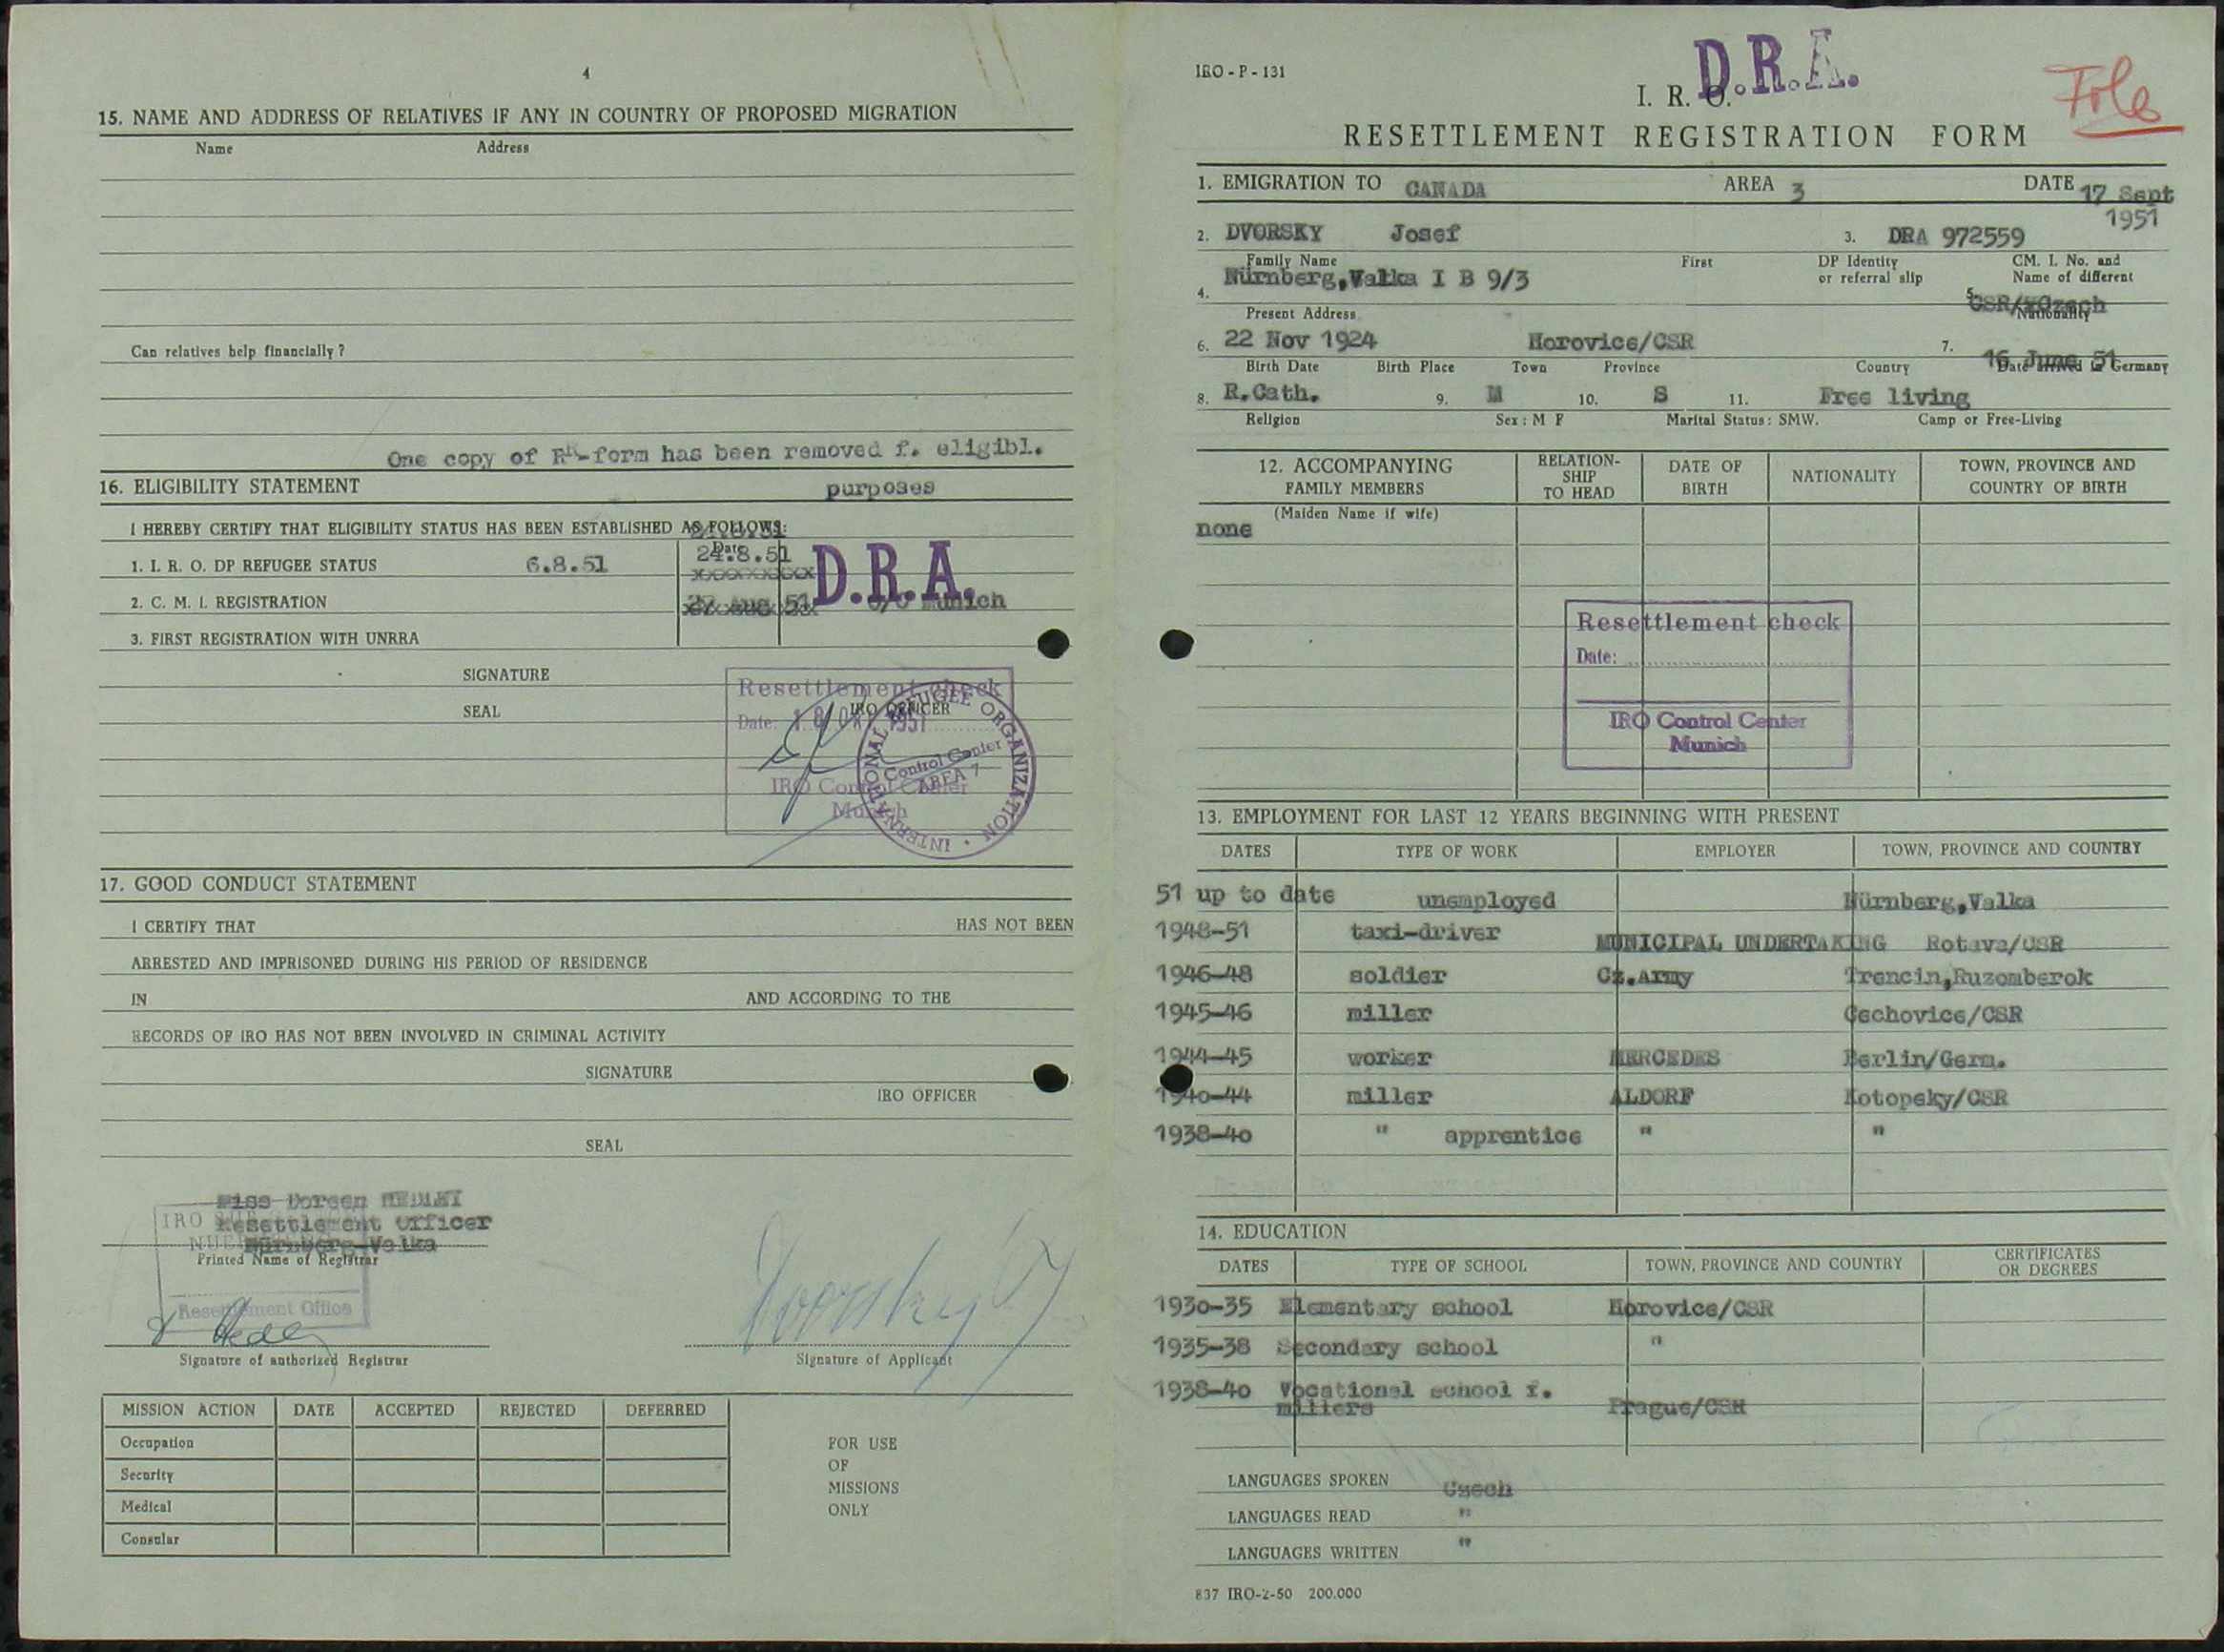 4
15. NAME AND ADDRESS OF RELATIVES IF ANY IN COUNTRY OF PROPOSED MIGRATION
Name Address
Can relatives help financially?
One copy of RR-form has been removed f. eligibl.
purposes
16. ELIGIBILITY STATEMENT
I HEREBY CERTIFY THAT ELIGIBILITY STATUS HAS BEEN ESTABLISHED AS FOLLOWS:
Date
1. I. R. O. DP REFUGEE STATUS 6.8.51 24.8.51
D.R.A.
2. C. M. I. REGISTRATION 27 Aug 51 Munich
3. FIRST REGISTRATION WITH UNRRA
SIGNATURE
IRO OFFICER
SEAL
Resettlement check
Date: 1951
IRO Control Center
Munich
INTERNATIONAL REFUGEE ORGANIZATION
Control Center
AREA 7
17. GOOD CONDUCT STATEMENT
I CERTIFY THAT HAS NOT BEEN
ARRESTED AND IMPRISONED DURING HIS PERIOD OF RESIDENCE
IN AND ACCORDING TO THE
RECORDS OF IRO HAS NOT BEEN INVOLVED IN CRIMINAL ACTIVITY
SIGNATURE
IRO OFFICER
SEAL
Miss Doreen HEDLEY
Resettlement Officer
Nürnberg-Valka
IRO
Printed Name of Registrar
Resettlement Office
Signature of authorized Registrar
Dvorsky J
Signature of Applicant
MISSION ACTION DATE ACCEPTED REJECTED DEFERRED
Occupation
Security
Medical
Consular
FOR USE
OF
MISSIONS
ONLY
IRO - P - 131
D.R.A.
I. R. O.
File
RESETTLEMENT REGISTRATION FORM
1. EMIGRATION TO CANADA AREA 3 DATE 17 Sept
1951
2. DVORSKY Josef 3. DRA 972559
Family Name First DP Identity or referral slip CM. I. No. and Name of different
4. Nürnberg,Valka I B 9/3 5. CSR/Czech
Present Address Nationality
6. 22 Nov 1924 Horovice/CSR 7. 16 June 51
Birth Date Birth Place Town Province Country Date arrived in Germany
8. R.Cath. 9. M 10. S 11. Free living
Religion Sex: M F Marital Status: SMW. Camp or Free-Living
12. ACCOMPANYING FAMILY MEMBERS RELATION-SHIP TO HEAD DATE OF BIRTH NATIONALITY TOWN, PROVINCE AND COUNTRY OF BIRTH
(Maiden Name if wife)
none
Resettlement check
Date:
IRO Control Center
Munich
13. EMPLOYMENT FOR LAST 12 YEARS BEGINNING WITH PRESENT
DATES TYPE OF WORK EMPLOYER TOWN, PROVINCE AND COUNTRY
51 up to date unemployed Nürnberg,Valka
1948-51 taxi-driver MUNICIPAL UNDERTAKING Rotava/CSR
1946-48 soldier Cz.Army Trencin,Ruzomberok
1945-46 miller Cechovice/CSR
1944-45 worker MERCEDES Berlin/Germ.
1940-44 miller ALDORF Kotopeky/CSR
1938-40 " apprentice " "
14. EDUCATION
DATES TYPE OF SCHOOL TOWN, PROVINCE AND COUNTRY CERTIFICATES OR DEGREES
1930-35 Elementary school Horovice/CSR
1935-38 Secondary school "
1938-40 Vocational school f.
millers Prague/CSR
LANGUAGES SPOKEN Czech
LANGUAGES READ "
LANGUAGES WRITTEN "
837 IRO-2-50 200.000